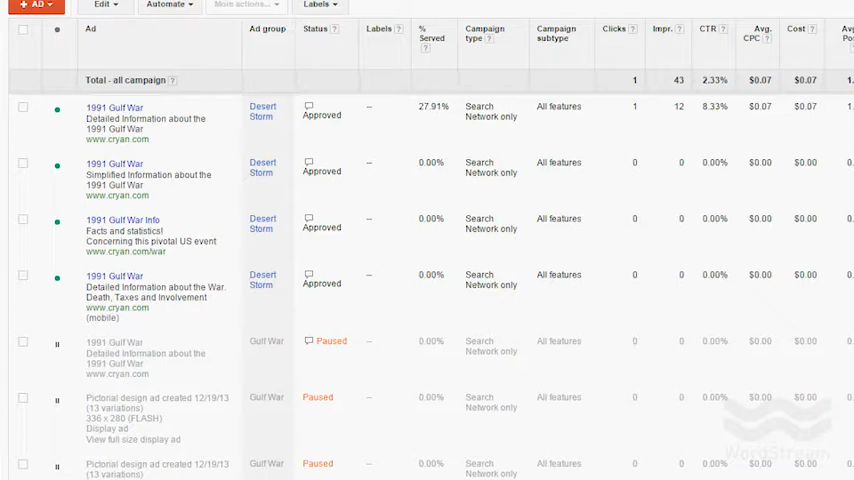 + AD Edit Automate More actions... Labels
Ad Ad group Status ? Labels ? % Served ? Campaign type ? Campaign subtype Clicks ? Impr. ? CTR ? Avg. CPC ? Cost ? Avg.
Total - all campaign ? 1 43 2.33% $0.07 $0.07 1.
1991 Gulf War Desert Storm Approved -- 27.91% Search Network only All features 1 12 8.33% $0.07 $0.07 1.
Detailed Information about the
1991 Gulf War
www.cryan.com
1991 Gulf War Desert Storm Approved -- 0.00% Search Network only All features 0 0 0.00% $0.00 $0.00 0.
Simplified Information about the
1991 Gulf War
www.cryan.com
1991 Gulf War Info Desert Storm Approved -- 0.00% Search Network only All features 0 0 0.00% $0.00 $0.00 0.
Facts and statistics!
Concerning this pivotal US event
www.cryan.com/war
1991 Gulf War Desert Storm Approved -- 0.00% Search Network only All features 0 0 0.00% $0.00 $0.00 0.
Detailed Information about the War.
Death, Taxes and Involvement
www.cryan.com
(mobile)
1991 Gulf War Gulf War Paused -- 0.00% Search Network only All features 0 0 0.00% $0.00 $0.00 0.
Detailed Information about the
1991 Gulf War
www.cryan.com
Pictorial design ad created 12/19/13 Gulf War Paused -- 0.00% Search Network only All features 0 0 0.00% $0.00 $0.00 0.
(13 variations)
336 x 280 (FLASH)
Display ad
View full size display ad
Pictorial design ad created 12/19/13 Gulf War Paused -- 0.00% Search Network only All features 0 0 0.00% $0.00 $0.00 0.
(13 variations)
WordStream